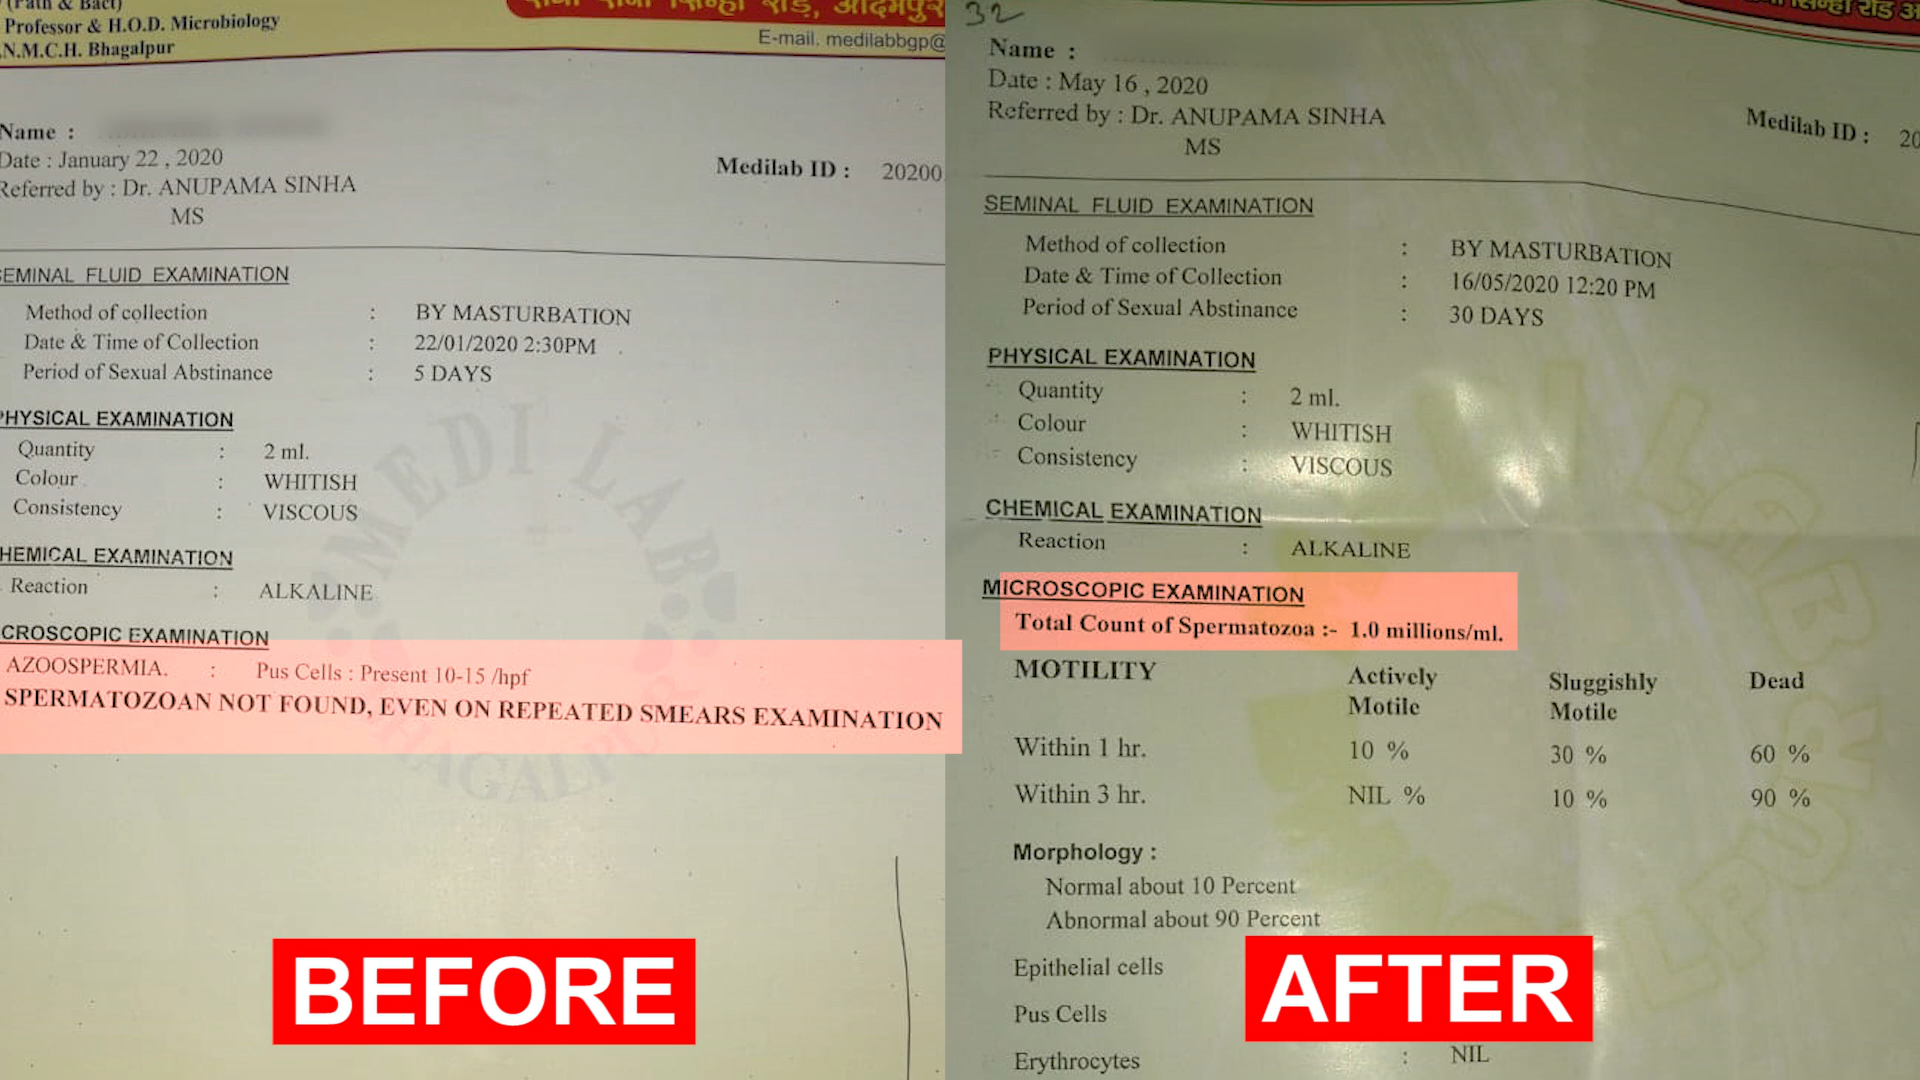 (Path & Bact)
Professor & H.O.D. Microbiology
N.M.C.H. Bhagalpur
सिन्हा रोड, आदमपुर
E-mail. medilabbgp@
Name :
Date : January 22 , 2020
Referred by : Dr. ANUPAMA SINHA
MS
Medilab ID : 20200
SEMINAL FLUID EXAMINATION
Method of collection : BY MASTURBATION
Date & Time of Collection : 22/01/2020 2:30PM
Period of Sexual Abstinance : 5 DAYS
PHYSICAL EXAMINATION
Quantity : 2 ml.
Colour : WHITISH
Consistency : VISCOUS
HEMICAL EXAMINATION
Reaction : ALKALINE
CROSCOPIC EXAMINATION
AZOOSPERMIA. : Pus Cells : Present 10-15 /hpf
SPERMATOZOAN NOT FOUND, EVEN ON REPEATED SMEARS EXAMINATION
MEDI LAB
BHAGALPUR
BEFORE
32
सिन्हा रोड
Name :
Date : May 16 , 2020
Referred by : Dr. ANUPAMA SINHA
MS
Medilab ID : 20
SEMINAL FLUID EXAMINATION
Method of collection : BY MASTURBATION
Date & Time of Collection : 16/05/2020 12:20 PM
Period of Sexual Abstinance : 30 DAYS
PHYSICAL EXAMINATION
Quantity : 2 ml.
Colour : WHITISH
Consistency : VISCOUS
CHEMICAL EXAMINATION
Reaction : ALKALINE
MICROSCOPIC EXAMINATION
Total Count of Spermatozoa :- 1.0 millions/ml.
MOTILITY Actively Motile Sluggishly Motile Dead
Within 1 hr. 10 % 30 % 60 %
Within 3 hr. NIL % 10 % 90 %
Morphology :
Normal about 10 Percent
Abnormal about 90 Percent
Epithelial cells
Pus Cells
Erythrocytes : NIL
AFTER